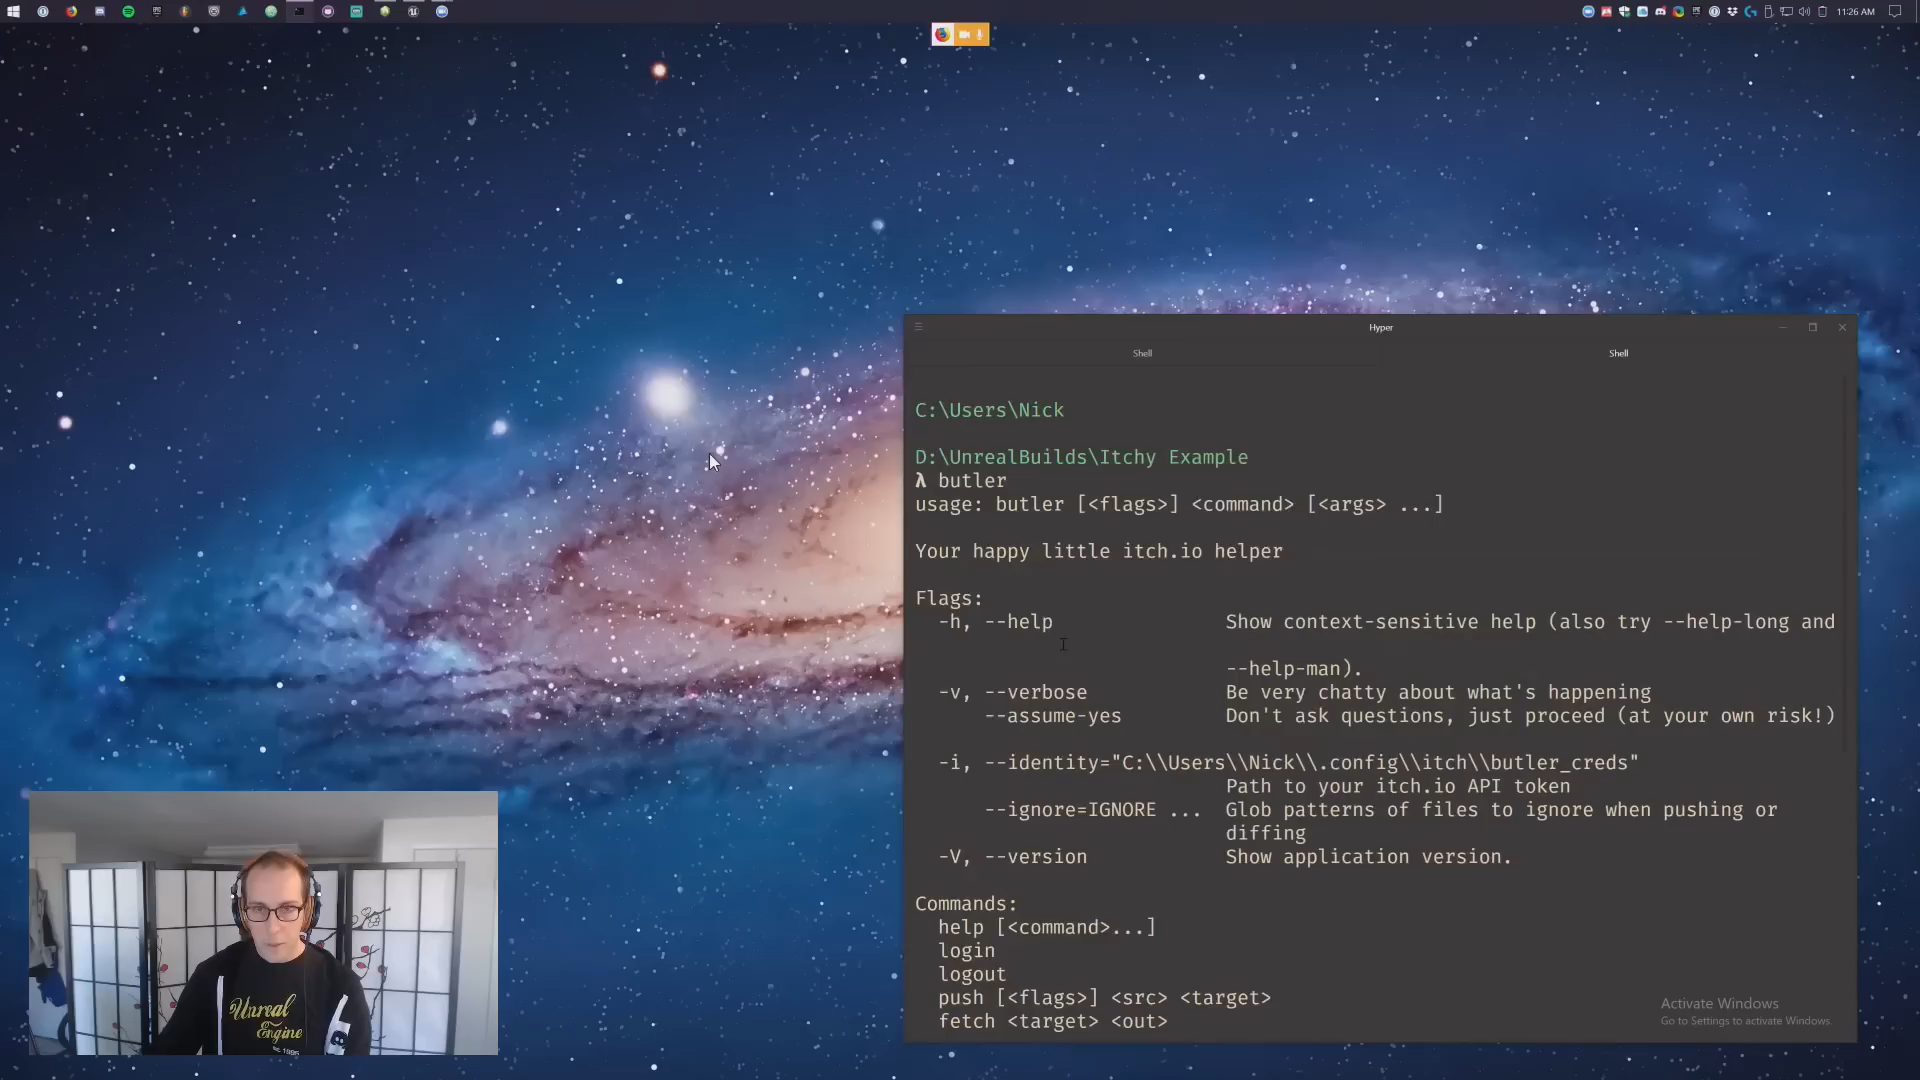 11:26 AM
Hyper
Shell
Shell
C:\Users\Nick
D:\UnrealBuilds\Itchy Example
λ butler
usage: butler [<flags>] <command> [<args> ...]
Your happy little itch.io helper
Flags:
-h, --help Show context-sensitive help (also try --help-long and
--help-man).
-v, --verbose Be very chatty about what's happening
--assume-yes Don't ask questions, just proceed (at your own risk!)
-i, --identity="C:\\Users\\Nick\\.config\\itch\\butler_creds"
Path to your itch.io API token
--ignore=IGNORE ... Glob patterns of files to ignore when pushing or
diffing
-V, --version Show application version.
Commands:
help [<command>...]
login
logout
push [<flags>] <src> <target>
fetch <target> <out>
Activate Windows
Go to Settings to activate Windows.
Unreal
Engine